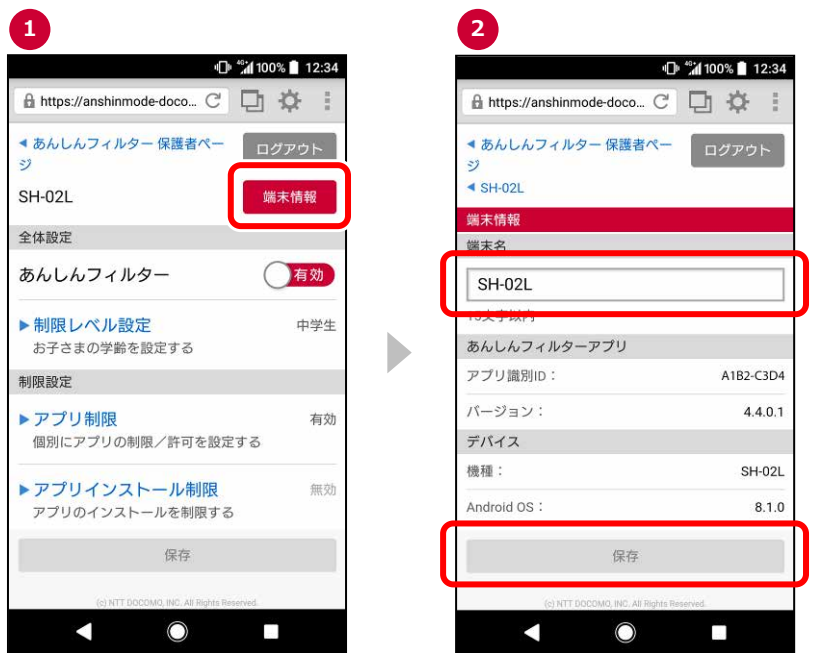 1
4G 100% 12:34
https://anshinmode-doco...
◀ あんしんフィルター 保護者ペー
ジ
ログアウト
SH-02L
端末情報
全体設定
あんしんフィルター
有効
▶制限レベル設定
中学生
お子さまの学齢を設定する
制限設定
▶アプリ制限
有効
個別にアプリの制限／許可を設定する
▶アプリインストール制限
無効
アプリのインストールを制限する
保存
(c) NTT DOCOMO, INC. All Rights Reserved.
2
4G 100% 12:34
https://anshinmode-doco...
◀ あんしんフィルター 保護者ペー
ジ
ログアウト
◀ SH-02L
端末情報
端末名
SH-02L
15文字以内
あんしんフィルターアプリ
アプリ識別ID：
A1B2-C3D4
バージョン：
4.4.0.1
デバイス
機種：
SH-02L
Android OS：
8.1.0
保存
(c) NTT DOCOMO, INC. All Rights Reserved.